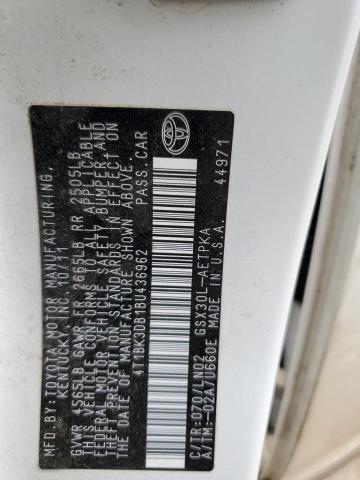 MFD. BY: TOYOTA MOTOR MANUFACTURING,
KENTUCKY, INC. 10/11
GVWR 4565LB GAWR FR 2665LB RR 2505LB
THIS VEHICLE CONFORMS TO ALL APPLICABLE
FEDERAL MOTOR VEHICLE SAFETY, BUMPER, AND
THEFT PREVENTION STANDARDS IN EFFECT ON
THE DATE OF MANUFACTURE SHOWN ABOVE.
4T1BK3DB1BU436962 PASS. CAR
C/TR:070/LN02 GSX30L-AETPKA
A/TM:-02A/U660E MADE IN U.S.A.
44971